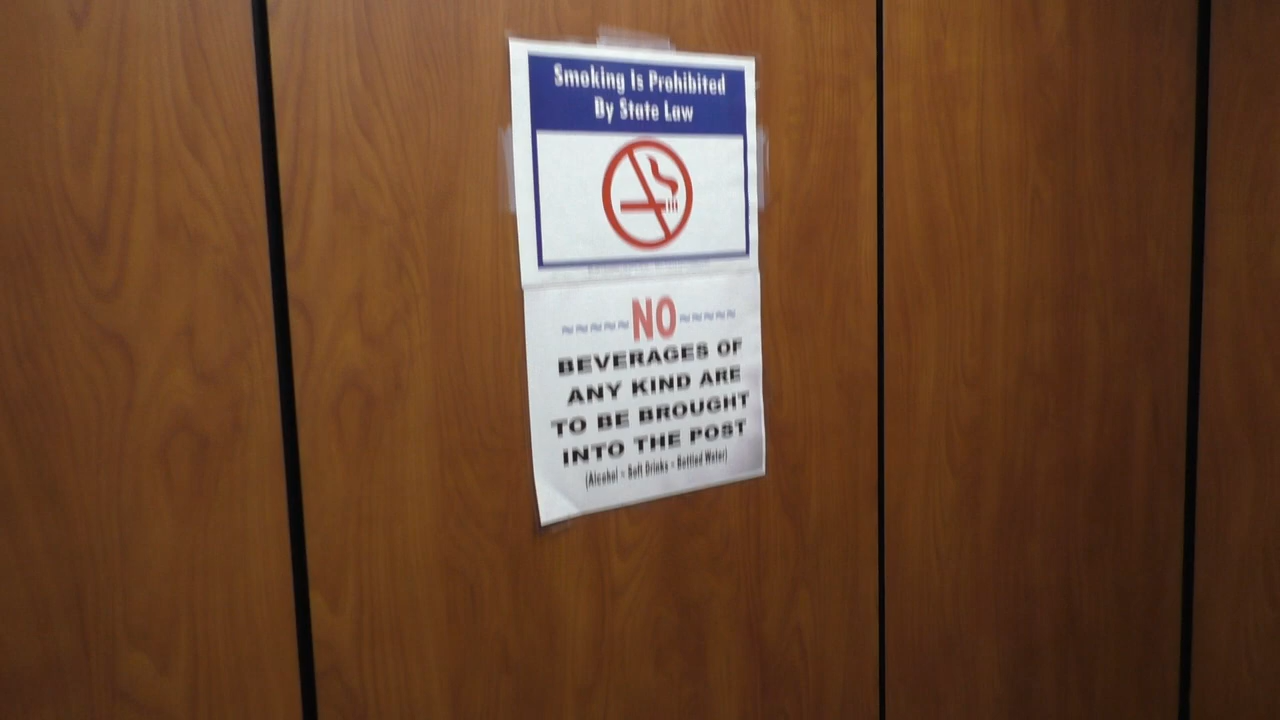 Smoking Is Prohibited
By State Law
~~~~~NO~~~~~
BEVERAGES OF
ANY KIND ARE
TO BE BROUGHT
INTO THE POST
(Alcohol - Soft Drinks - Bottled Water)